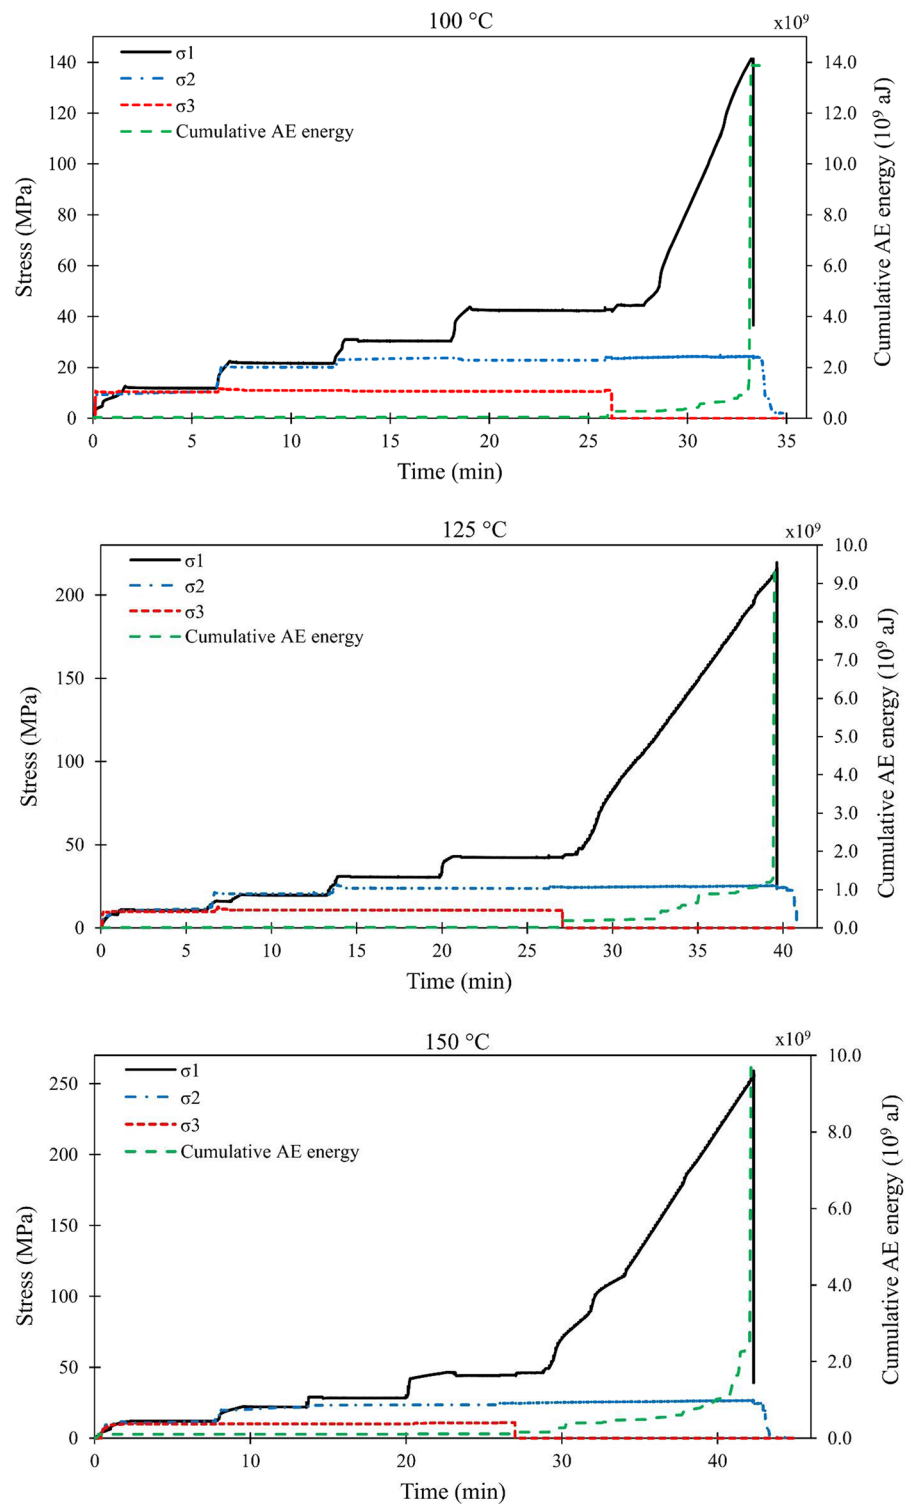 100 °C
x10⁹
σ1
σ2
σ3
Cumulative AE energy
140
120
100
80
60
40
20
0
14.0
12.0
10.0
8.0
6.0
4.0
2.0
0.0
Stress (MPa)
Cumulative AE energy (10⁹ aJ)
0 5 10 15 20 25 30 35
Time (min)
125 °C
x10⁹
σ1
σ2
σ3
Cumulative AE energy
200
150
100
50
0
10.0
9.0
8.0
7.0
6.0
5.0
4.0
3.0
2.0
1.0
0.0
Stress (MPa)
Cumulative AE energy (10⁹ aJ)
0 5 10 15 20 25 30 35 40
Time (min)
150 °C
x10⁹
σ1
σ2
σ3
Cumulative AE energy
250
200
150
100
50
0
10.0
8.0
6.0
4.0
2.0
0.0
Stress (MPa)
Cumulative AE energy (10⁹ aJ)
0 10 20 30 40
Time (min)